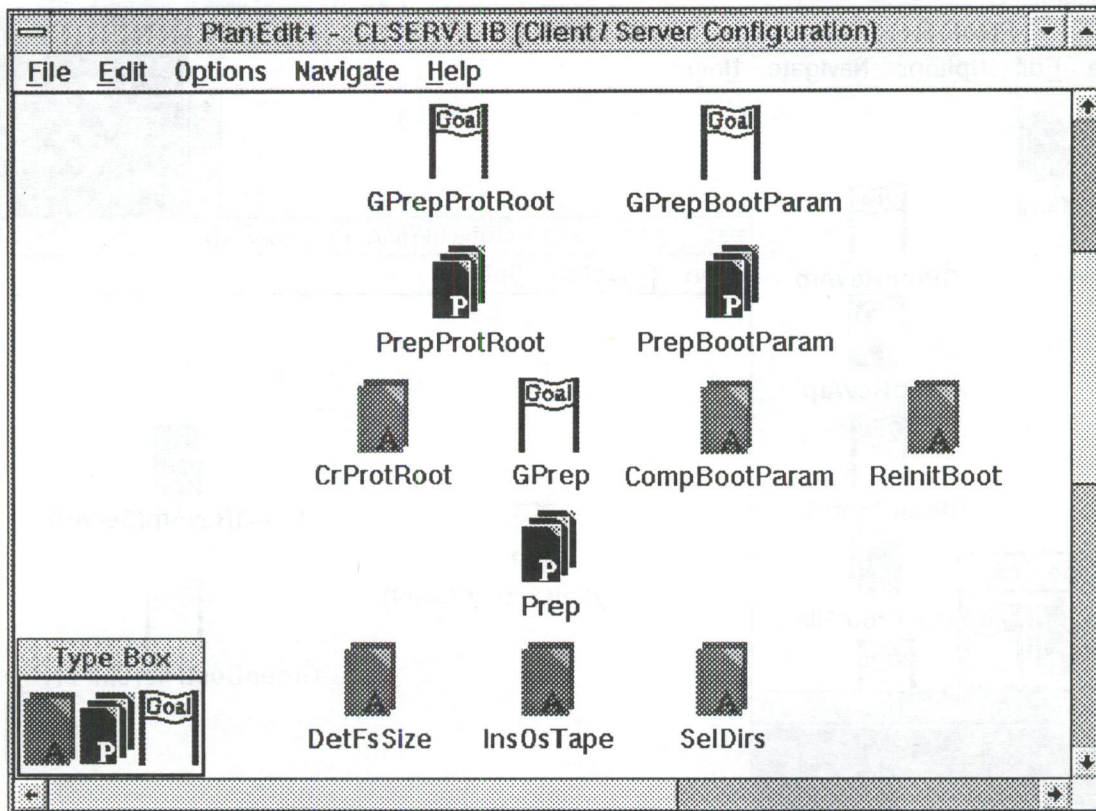 PlanEdit+ - CLSERV.LIB (Client / Server Configuration)
File Edit Options Navigate Help
Goal Goal
GPrepProtRoot GPrepBootParam
P P
PrepProtRoot PrepBootParam
A Goal A A
CrProtRoot GPrep CompBootParam ReinitBoot
P
Prep
Type Box
A P Goal
A A A
DetFsSize InsOsTape SelDirs